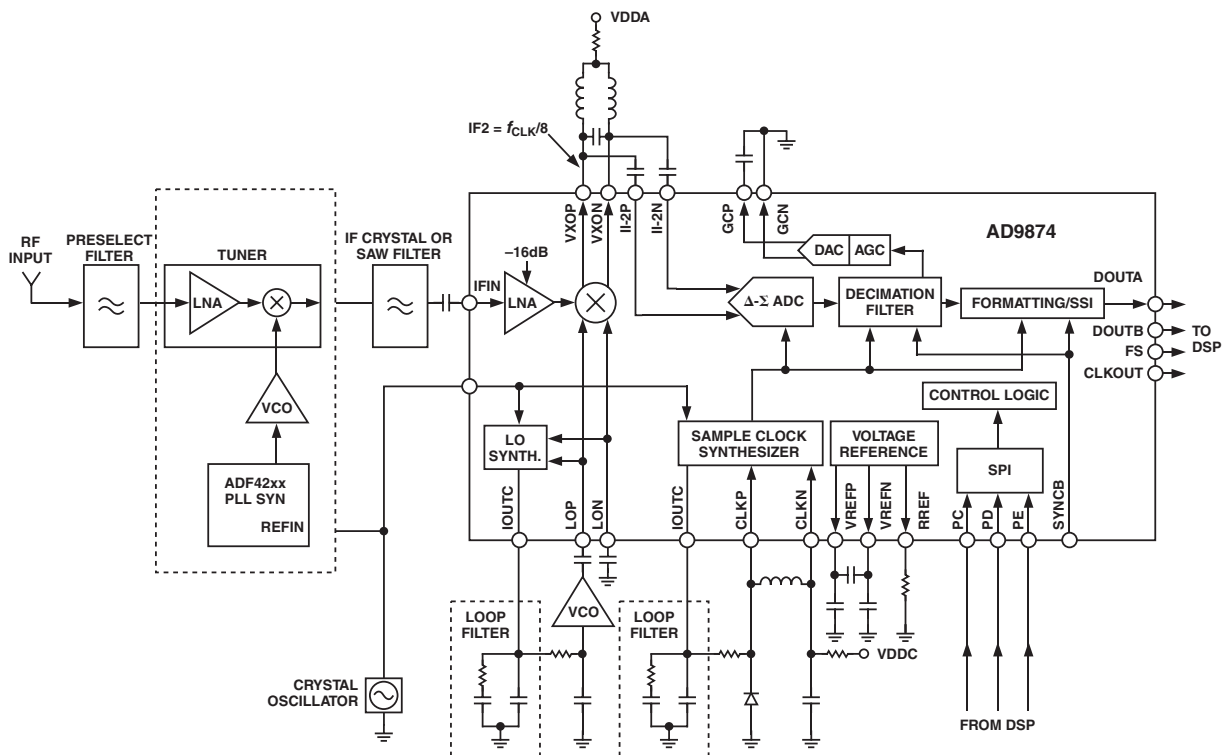 VDDA
IF2 = fCLK/8
VXOP
VXON
II-2P
II-2N
GCP
GCN
AD9874
RF
INPUT
PRESELECT
FILTER
TUNER
LNA
IF CRYSTAL OR
SAW FILTER
–16dB
IFIN
LNA
DAC
AGC
Δ-Σ ADC
DECIMATION
FILTER
FORMATTING/SSI
DOUTA
DOUTB
FS
CLKOUT
TO
DSP
VCO
ADF42xx
PLL SYN
REFIN
LO
SYNTH.
SAMPLE CLOCK
SYNTHESIZER
VOLTAGE
REFERENCE
CONTROL LOGIC
SPI
IOUTC
LOP
LON
IOUTC
CLKP
CLKN
VREFP
VREFN
RREF
PC
PD
PE
SYNCB
LOOP
FILTER
VCO
LOOP
FILTER
VDDC
CRYSTAL
OSCILLATOR
FROM DSP